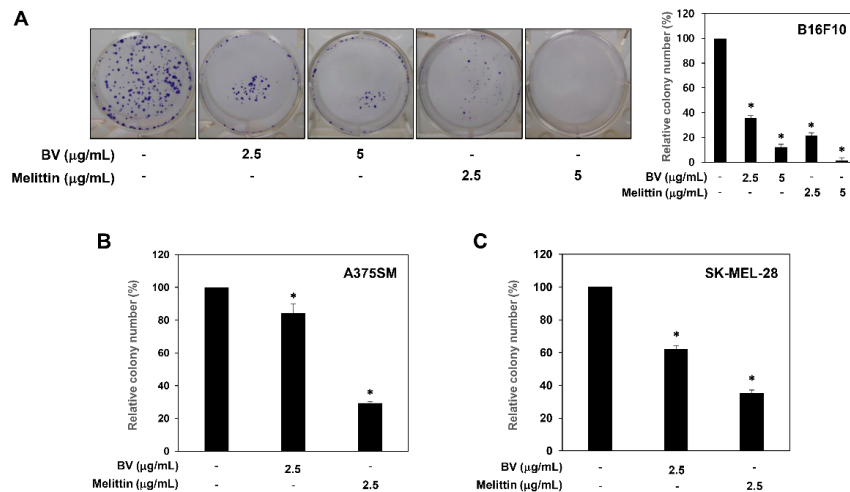 A
BV (µg/mL) - 2.5 5 - -
Melittin (µg/mL) - - - 2.5 5
Relative colony number (%)
120
100
80
60
40
20
0
B16F10
*
*
*
*
BV (µg/mL) - 2.5 5 - -
Melittin (µg/mL) - - - 2.5 5
B
Relative colony number (%)
120
100
80
60
40
20
0
A375SM
*
*
BV (µg/mL) - 2.5 -
Melittin (µg/mL) - - 2.5
C
Relative colony number (%)
120
100
80
60
40
20
0
SK-MEL-28
*
*
BV (µg/mL) - 2.5 -
Melittin (µg/mL) - - 2.5